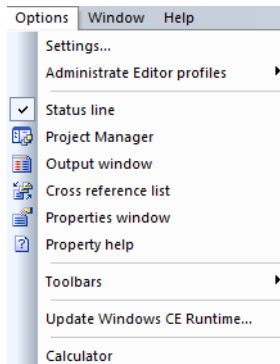 Options Window Help
Settings...
Administrate Editor profiles
Status line
Project Manager
Output window
Cross reference list
Properties window
Property help
Toolbars
Update Windows CE Runtime...
Calculator